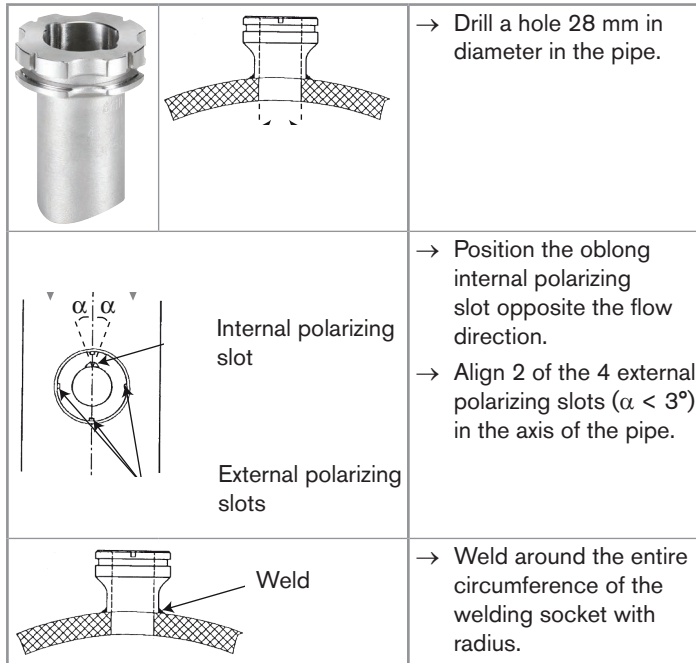 → Drill a hole 28 mm in
diameter in the pipe.
α α
Internal polarizing
slot
External polarizing
slots
→ Position the oblong
internal polarizing
slot opposite the flow
direction.
→ Align 2 of the 4 external
polarizing slots (α < 3°)
in the axis of the pipe.
Weld
→ Weld around the entire
circumference of the
welding socket with
radius.